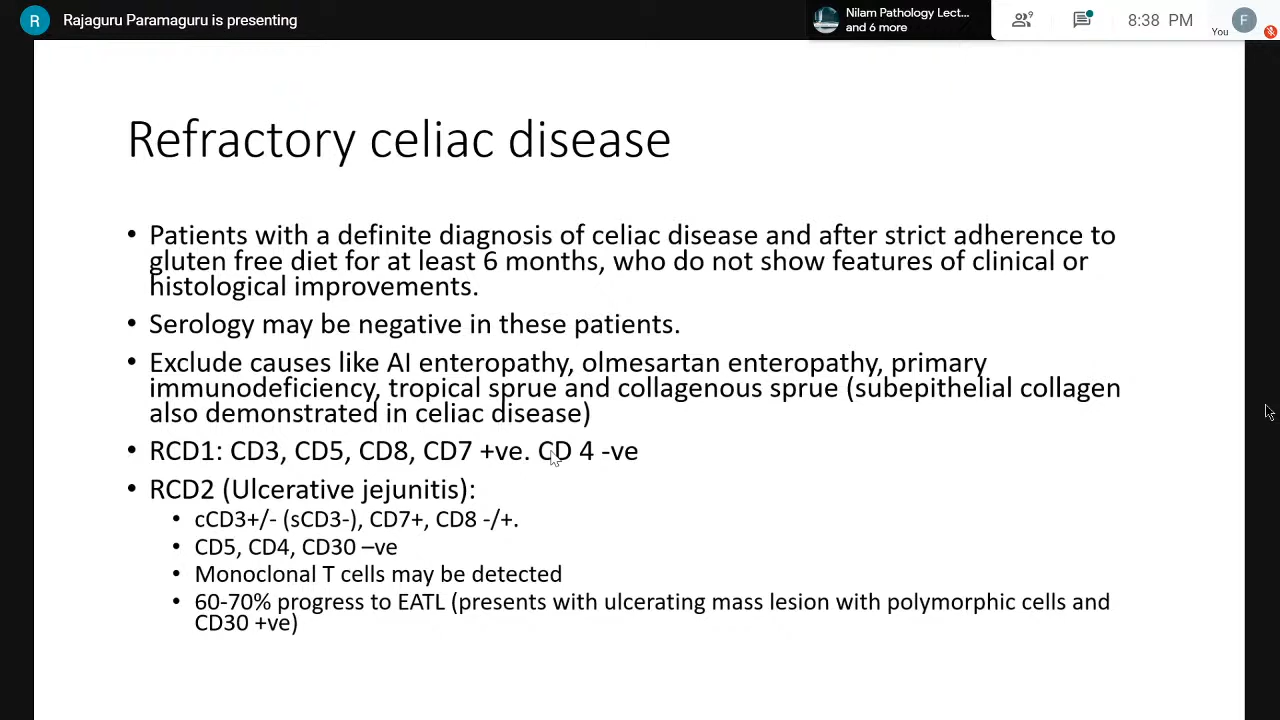 R Rajaguru Paramaguru is presenting
Nilam Pathology Lect...
and 6 more
9
8:38 PM
You
F
Refractory celiac disease
• Patients with a definite diagnosis of celiac disease and after strict adherence to
gluten free diet for at least 6 months, who do not show features of clinical or
histological improvements.
• Serology may be negative in these patients.
• Exclude causes like AI enteropathy, olmesartan enteropathy, primary
immunodeficiency, tropical sprue and collagenous sprue (subepithelial collagen
also demonstrated in celiac disease)
• RCD1: CD3, CD5, CD8, CD7 +ve. CD 4 -ve
• RCD2 (Ulcerative jejunitis):
• cCD3+/- (sCD3-), CD7+, CD8 -/+.
• CD5, CD4, CD30 –ve
• Monoclonal T cells may be detected
• 60-70% progress to EATL (presents with ulcerating mass lesion with polymorphic cells and
CD30 +ve)